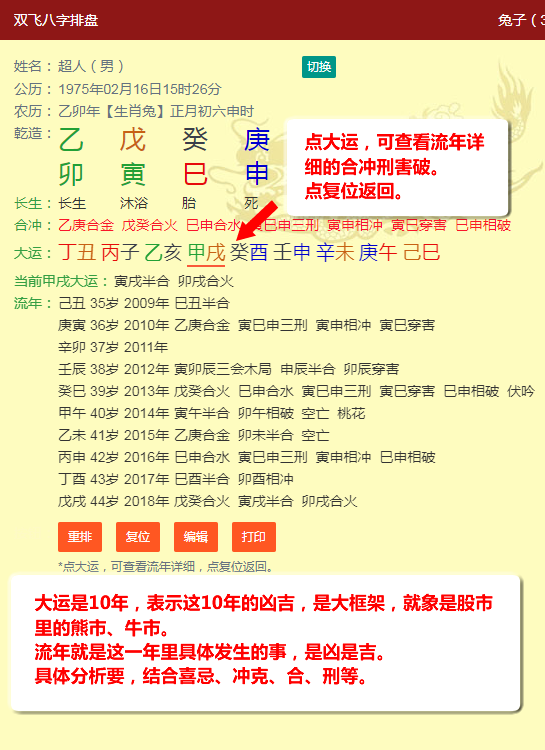 双飞八字排盘 兔子（3
姓名： 超人（男） 切换
公历： 1975年02月16日15时26分
农历： 乙卯年【生肖兔】正月初六申时
乾造： 乙 戊 癸 庚
卯 寅 巳 申
点大运，可查看流年详
细的合冲刑害破。
点复位返回。
长生： 长生 沐浴 胎 死
合冲： 乙庚合金 戊癸合火 巳申合水 寅巳申三刑 寅申相冲 寅巳穿害 巳申相破
大运： 丁丑 丙子 乙亥 甲戌 癸酉 壬申 辛未 庚午 己巳
当前甲戌大运： 寅戌半合 卯戌合火
流年： 己丑 35岁 2009年 巳丑半合
庚寅 36岁 2010年 乙庚合金 寅巳申三刑 寅申相冲 寅巳穿害
辛卯 37岁 2011年
壬辰 38岁 2012年 寅卯辰三会木局 申辰半合 卯辰穿害
癸巳 39岁 2013年 戊癸合火 巳申合水 寅巳申三刑 寅巳穿害 巳申相破 伏吟
甲午 40岁 2014年 寅午半合 卯午相破 空亡 桃花
乙未 41岁 2015年 乙庚合金 卯未半合 空亡
丙申 42岁 2016年 巳申合水 寅巳申三刑 寅申相冲 巳申相破
丁酉 43岁 2017年 巳酉半合 卯酉相冲
戊戌 44岁 2018年 戊癸合火 寅戌半合 卯戌合火
重排 复位 编辑 打印
*点大运，可查看流年详细，点复位返回。
大运是10年，表示这10年的凶吉，是大框架，就象是股市
里的熊市、牛市。
流年就是这一年里具体发生的事，是凶是吉。
具体分析要，结合喜忌、冲克、合、刑等。